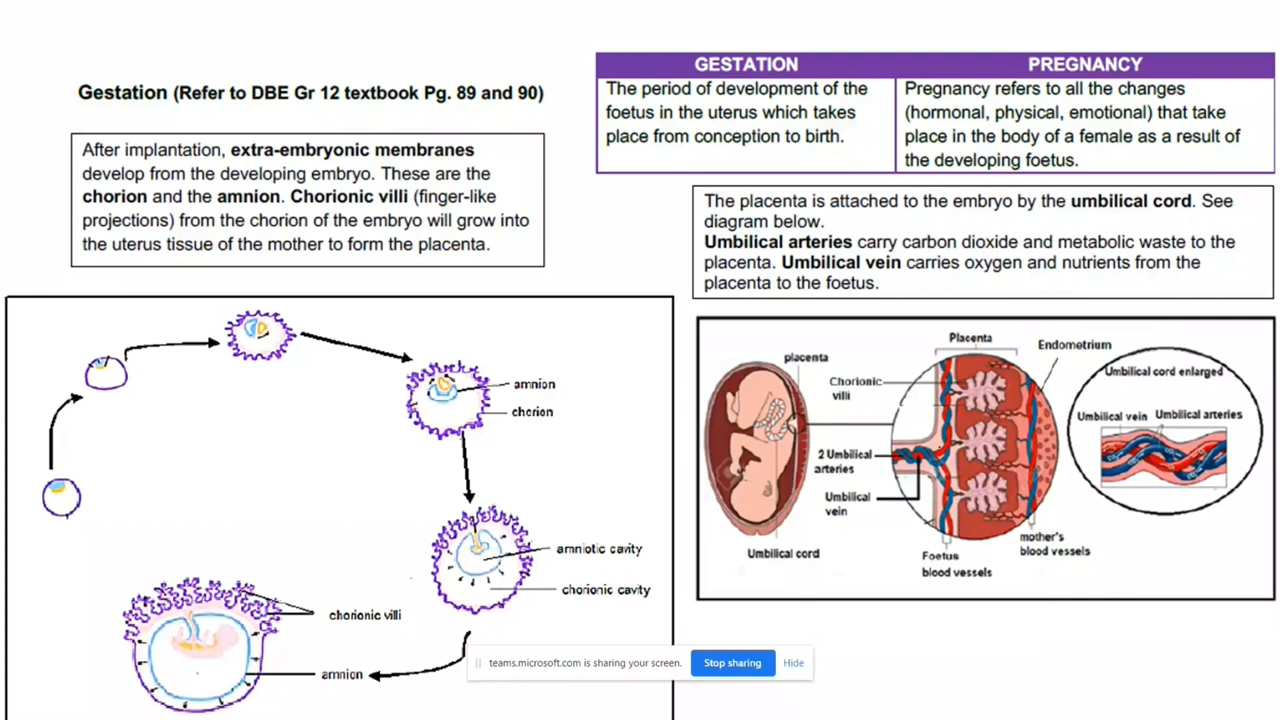 Gestation (Refer to DBE Gr 12 textbook Pg. 89 and 90)
After implantation, extra-embryonic membranes
develop from the developing embryo. These are the
chorion and the amnion. Chorionic villi (finger-like
projections) from the chorion of the embryo will grow into
the uterus tissue of the mother to form the placenta.
GESTATION
The period of development of the
foetus in the uterus which takes
place from conception to birth.
PREGNANCY
Pregnancy refers to all the changes
(hormonal, physical, emotional) that take
place in the body of a female as a result of
the developing foetus.
The placenta is attached to the embryo by the umbilical cord. See
diagram below.
Umbilical arteries carry carbon dioxide and metabolic waste to the
placenta. Umbilical vein carries oxygen and nutrients from the
placenta to the foetus.
amnion
chorion
amniotic cavity
chorionic cavity
chorionic villi
amnion
placenta
Umbilical cord
Placenta
Endometrium
Chorionic
villi
2 Umbilical
arteries
Umbilical
vein
Foetus
blood vessels
mother's
blood vessels
Umbilical cord enlarged
Umbilical vein
Umbilical arteries
teams.microsoft.com is sharing your screen.
Stop sharing
Hide